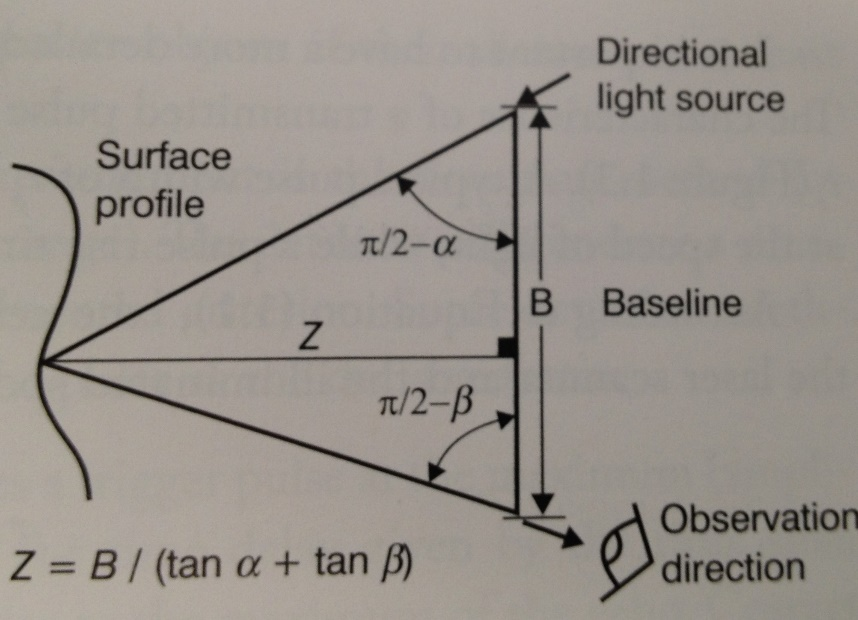 Directional
light source
Surface
profile
π/2−α
B
Baseline
Z
π/2−β
Observation
direction
Z = B / (tan α + tan β)